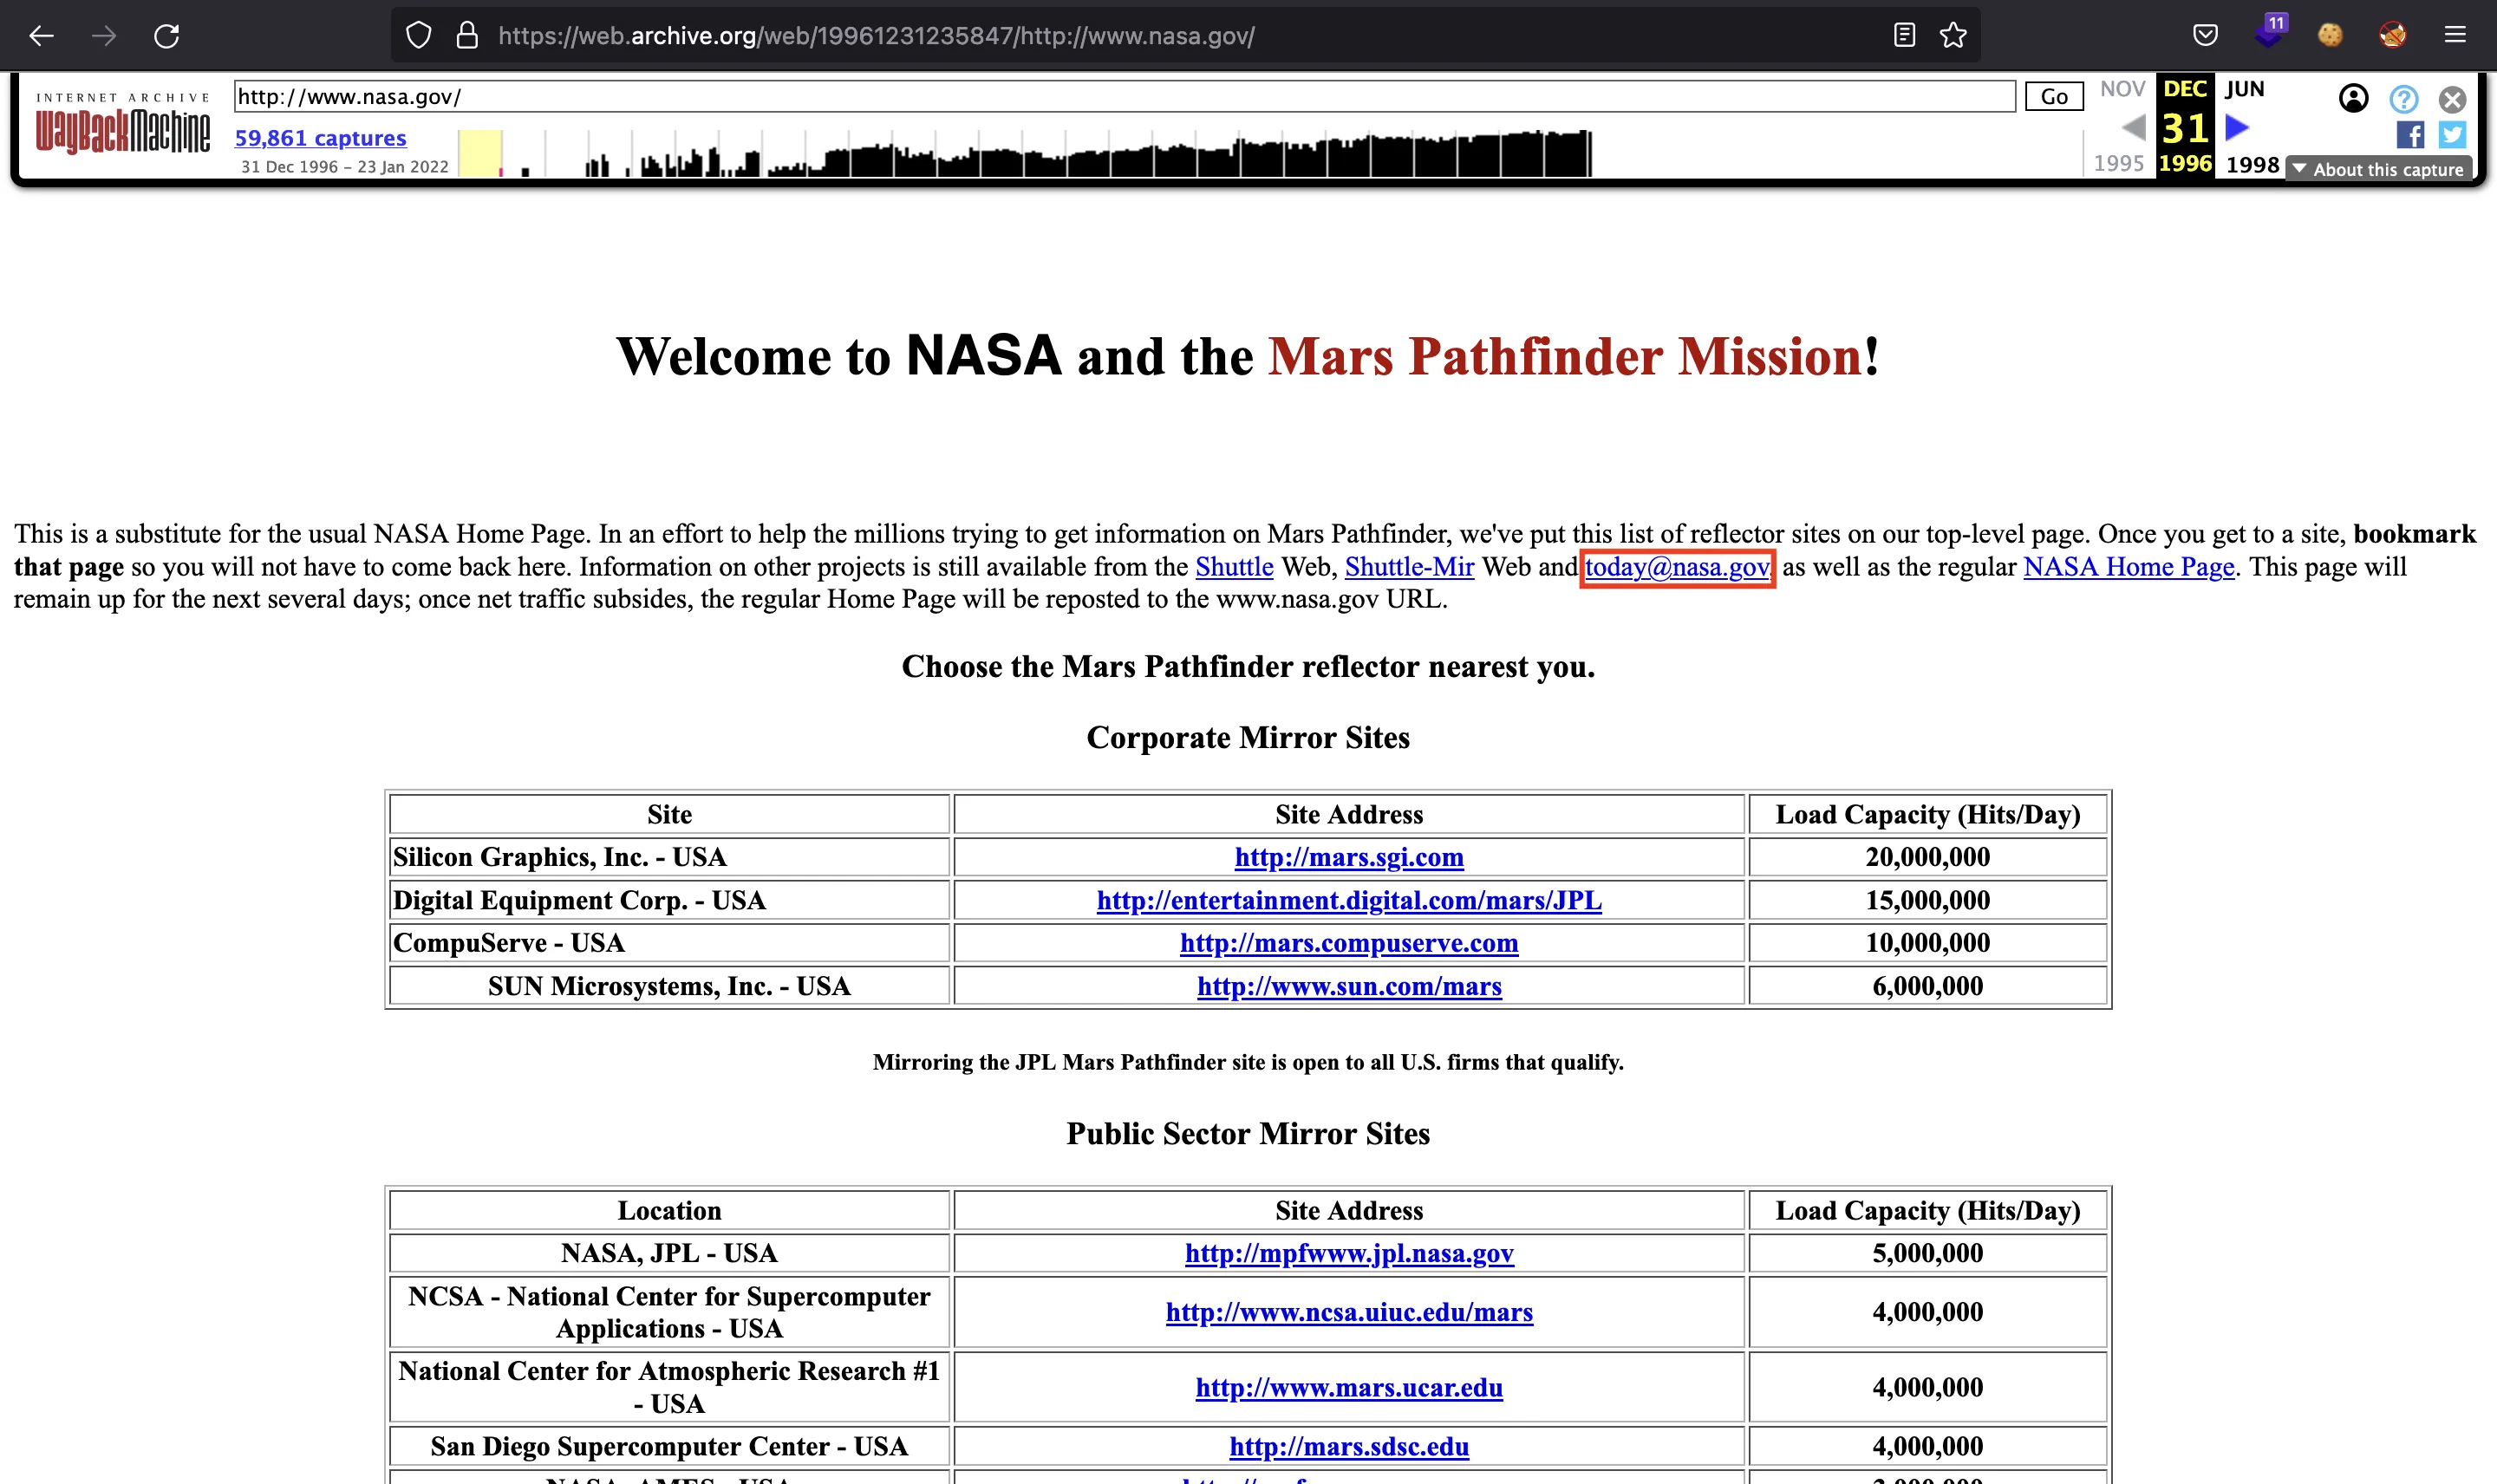 https://web.archive.org/web/19961231235847/http://www.nasa.gov/
11
INTERNET ARCHIVE
WayBackMachine
http://www.nasa.gov/
Go
NOV DEC JUN
59,861 captures
31
31 Dec 1996 – 23 Jan 2022
1995 1996 1998
About this capture
Welcome to NASA and the Mars Pathfinder Mission!
This is a substitute for the usual NASA Home Page. In an effort to help the millions trying to get information on Mars Pathfinder, we've put this list of reflector sites on our top-level page. Once you get to a site, bookmark
that page so you will not have to come back here. Information on other projects is still available from the Shuttle Web, Shuttle-Mir Web and today@nasa.gov, as well as the regular NASA Home Page. This page will
remain up for the next several days; once net traffic subsides, the regular Home Page will be reposted to the www.nasa.gov URL.
Choose the Mars Pathfinder reflector nearest you.
Corporate Mirror Sites
Site Site Address Load Capacity (Hits/Day)
Silicon Graphics, Inc. - USA http://mars.sgi.com 20,000,000
Digital Equipment Corp. - USA http://entertainment.digital.com/mars/JPL 15,000,000
CompuServe - USA http://mars.compuserve.com 10,000,000
SUN Microsystems, Inc. - USA http://www.sun.com/mars 6,000,000
Mirroring the JPL Mars Pathfinder site is open to all U.S. firms that qualify.
Public Sector Mirror Sites
Location Site Address Load Capacity (Hits/Day)
NASA, JPL - USA http://mpfwww.jpl.nasa.gov 5,000,000
NCSA - National Center for Supercomputer
Applications - USA http://www.ncsa.uiuc.edu/mars 4,000,000
National Center for Atmospheric Research #1
- USA http://www.mars.ucar.edu 4,000,000
San Diego Supercomputer Center - USA http://mars.sdsc.edu 4,000,000